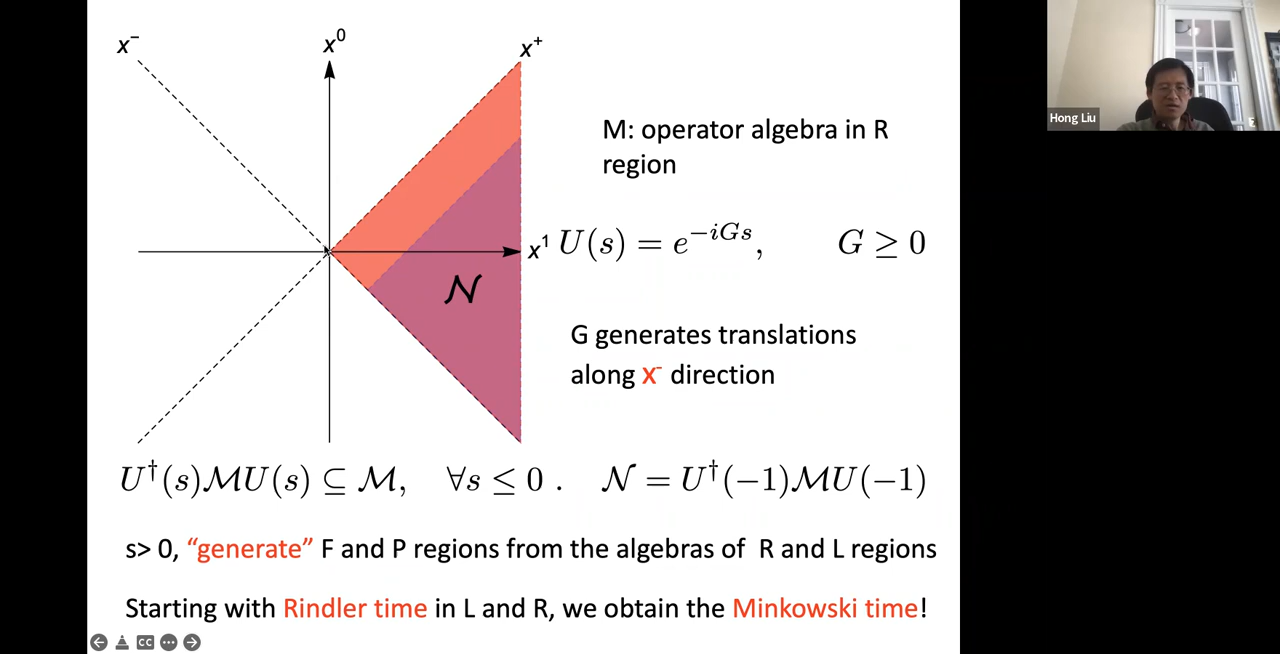 x⁻
x⁰
x⁺
M: operator algebra in R
region
x¹
U(s) = e^{-iGs}, G ≥ 0
𝒩
G generates translations
along x⁻ direction
U†(s)ℳU(s) ⊆ ℳ, ∀s ≤ 0 . 𝒩 = U†(−1)ℳU(−1)
s> 0, “generate” F and P regions from the algebras of R and L regions
Starting with Rindler time in L and R, we obtain the Minkowski time!
Hong Liu
CC